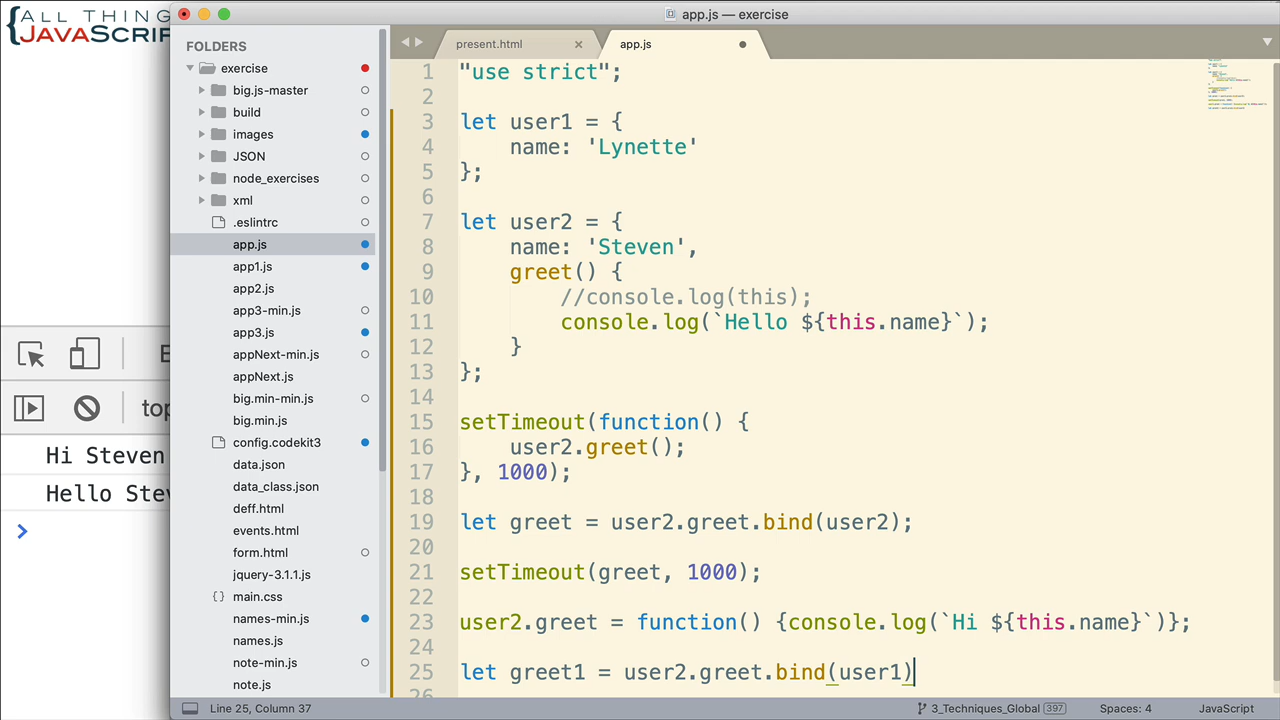 ALL THING
JAVASCRIP
app.js — exercise
FOLDERS
exercise
big.js-master
build
images
JSON
node_exercises
xml
.eslintrc
app.js
app1.js
app2.js
app3-min.js
app3.js
appNext-min.js
appNext.js
big.min-min.js
big.min.js
config.codekit3
data.json
data_class.json
deff.html
events.html
form.html
jquery-3.1.1.js
{} main.css
names-min.js
names.js
note-min.js
note.js
present.html
app.js
1 "use strict";
2
3 let user1 = {
4 name: 'Lynette'
5 };
6
7 let user2 = {
8 name: 'Steven',
9 greet() {
10 //console.log(this);
11 console.log(`Hello ${this.name}`);
12 }
13 };
14
15 setTimeout(function() {
16 user2.greet();
17 }, 1000);
18
19 let greet = user2.greet.bind(user2);
20
21 setTimeout(greet, 1000);
22
23 user2.greet = function() {console.log(`Hi ${this.name}`)};
24
25 let greet1 = user2.greet.bind(user1)
26
E
top
Hi Steven
Hello Stev
>
Line 25, Column 37
3_Techniques_Global 397
Spaces: 4
JavaScript